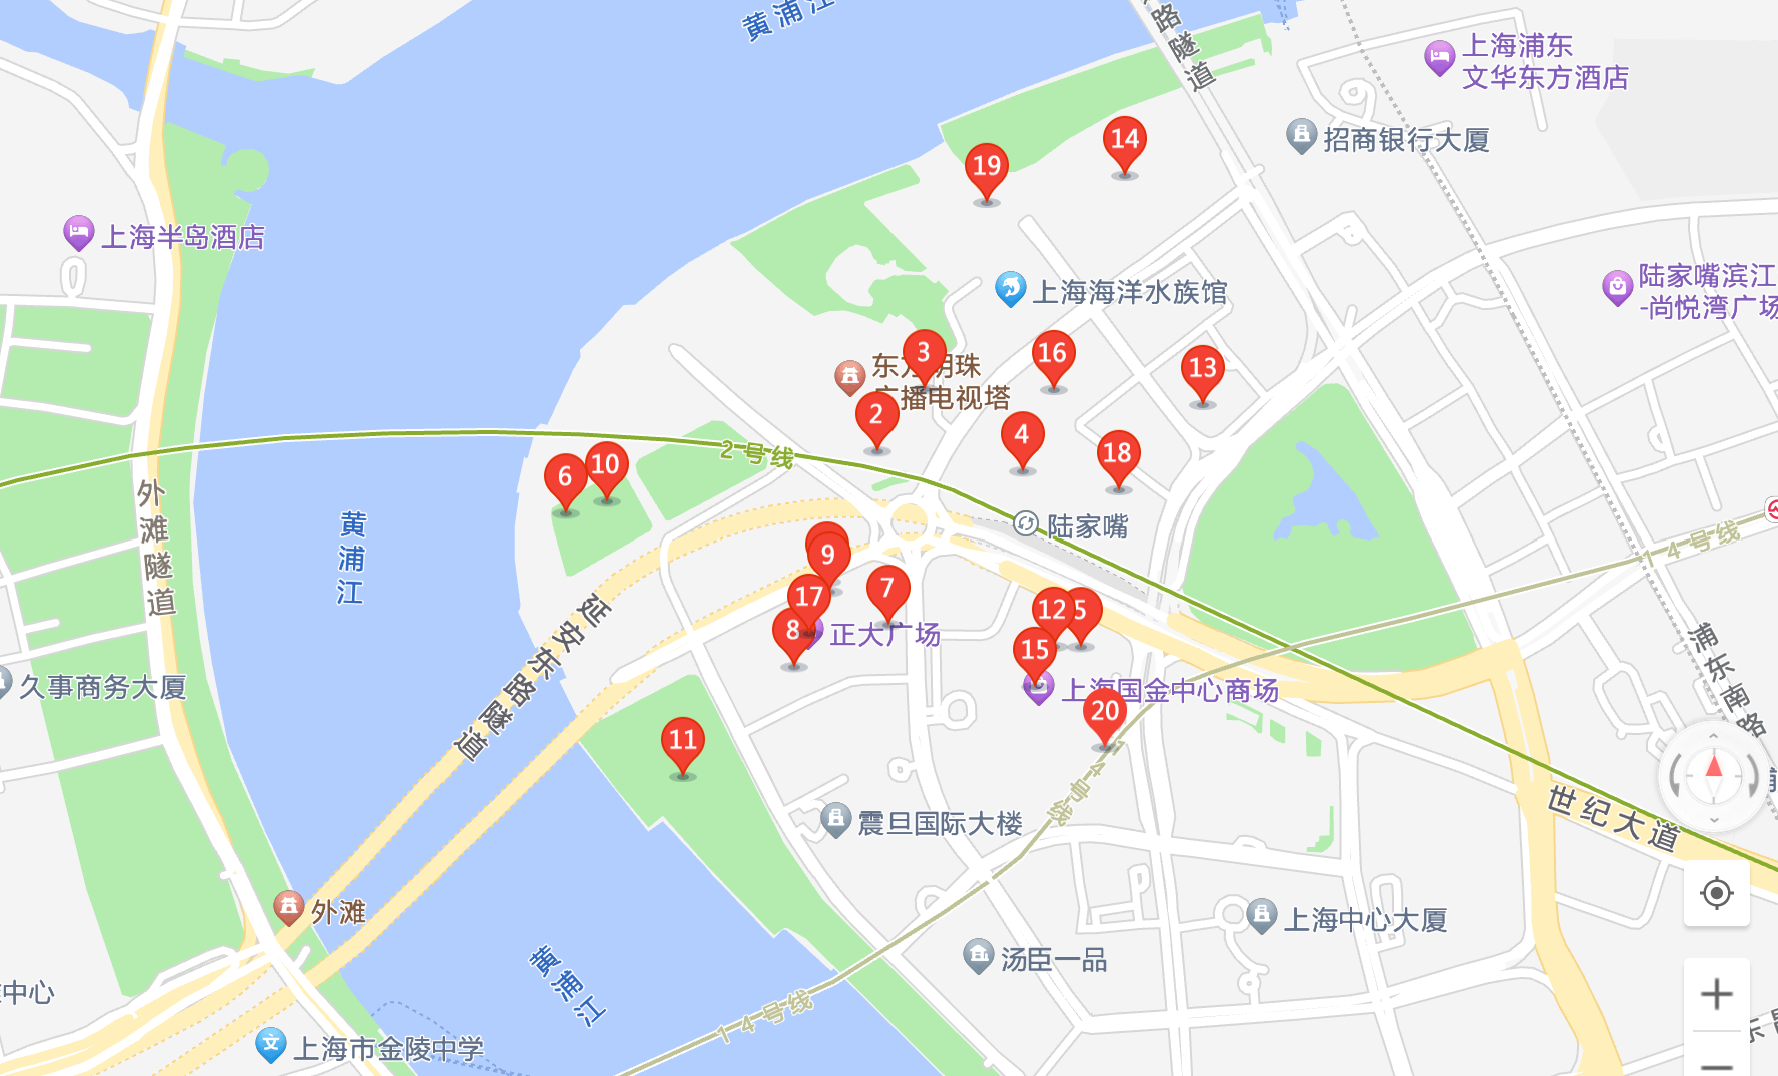 黄浦江
路隧道
上海浦东
文华东方酒店
招商银行大厦
14
19
上海半岛酒店
上海海洋水族馆
陆家嘴滨江
-尚悦湾广场
3
16
13
东方明珠
广播电视塔
2
4
18
2号线
6
10
外滩隧道
黄浦江
陆家嘴
14号线
9
17
7
8
正大广场
12
5
15
延安东路隧道
上海国金中心商场
20
浦东南路
久事商务大厦
11
14号线
世纪大道
震旦国际大楼
外滩
上海中心大厦
汤臣一品
黄浦江
中心
14号线
上海市金陵中学